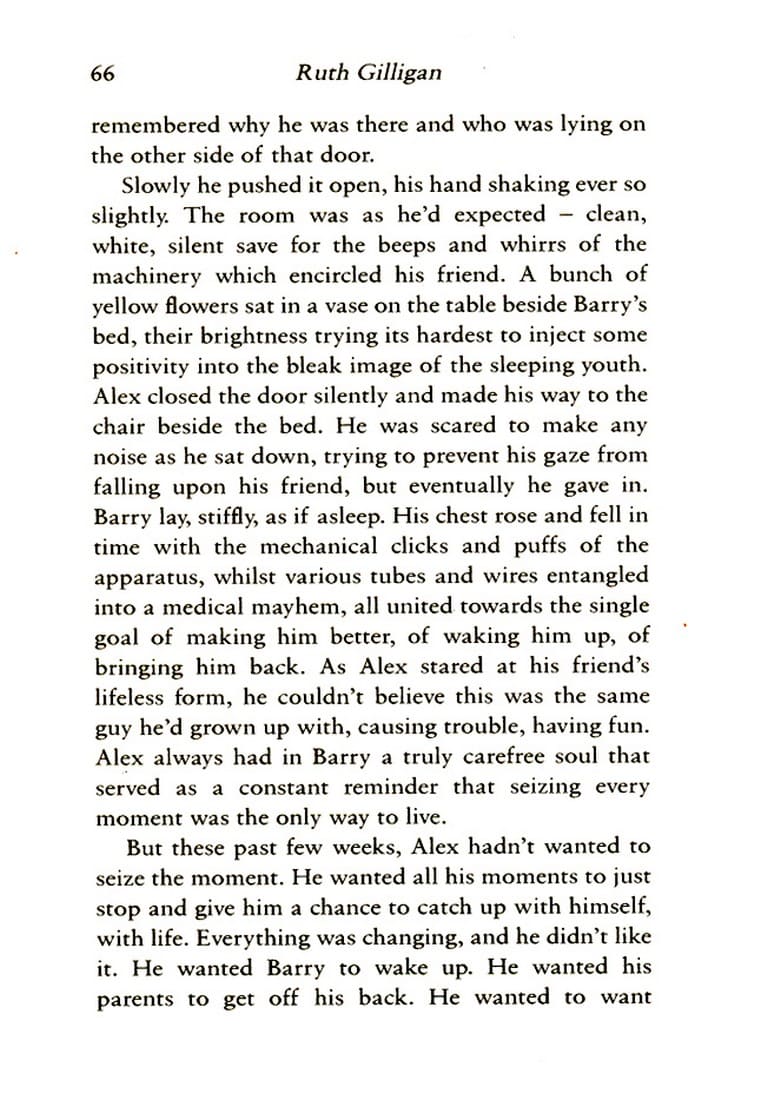 66 Ruth Gilligan
remembered why he was there and who was lying on
the other side of that door.
Slowly he pushed it open, his hand shaking ever so
slightly. The room was as he’d expected – clean,
white, silent save for the beeps and whirrs of the
machinery which encircled his friend. A bunch of
yellow flowers sat in a vase on the table beside Barry’s
bed, their brightness trying its hardest to inject some
positivity into the bleak image of the sleeping youth.
Alex closed the door silently and made his way to the
chair beside the bed. He was scared to make any
noise as he sat down, trying to prevent his gaze from
falling upon his friend, but eventually he gave in.
Barry lay, stiffly, as if asleep. His chest rose and fell in
time with the mechanical clicks and puffs of the
apparatus, whilst various tubes and wires entangled
into a medical mayhem, all united towards the single
goal of making him better, of waking him up, of
bringing him back. As Alex stared at his friend’s
lifeless form, he couldn’t believe this was the same
guy he’d grown up with, causing trouble, having fun.
Alex always had in Barry a truly carefree soul that
served as a constant reminder that seizing every
moment was the only way to live.
But these past few weeks, Alex hadn’t wanted to
seize the moment. He wanted all his moments to just
stop and give him a chance to catch up with himself,
with life. Everything was changing, and he didn’t like
it. He wanted Barry to wake up. He wanted his
parents to get off his back. He wanted to want